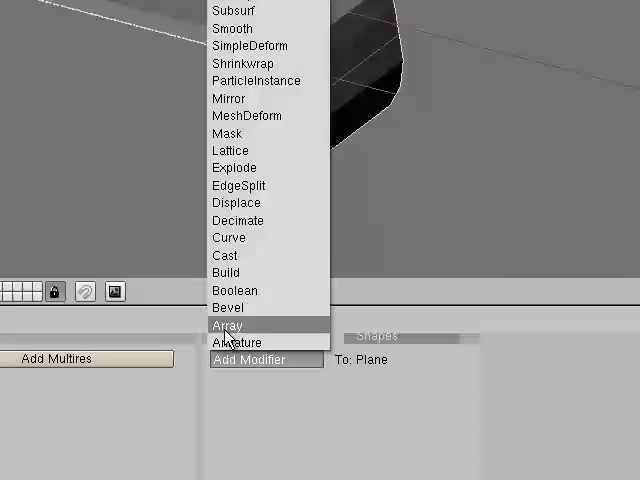 Subsurf
Smooth
SimpleDeform
Shrinkwrap
ParticleInstance
Mirror
MeshDeform
Mask
Lattice
Explode
EdgeSplit
Displace
Decimate
Curve
Cast
Build
Boolean
Bevel
Array
Armature
Shapes
Add Multires
Add Modifier
To: Plane